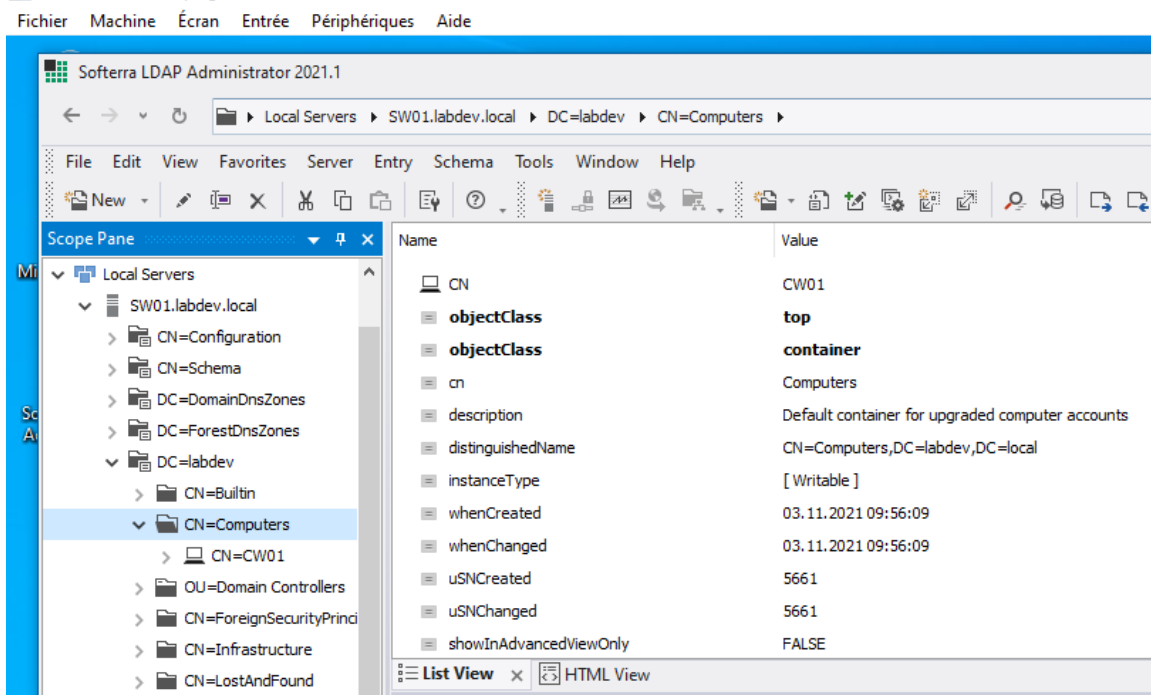 Fichier Machine Écran Entrée Périphériques Aide
Softerra LDAP Administrator 2021.1
Local Servers SW01.labdev.local DC=labdev CN=Computers
File Edit View Favorites Server Entry Schema Tools Window Help
New
Scope Pane
Name Value
Mi
Local Servers
CN CW01
SW01.labdev.local
objectClass top
CN=Configuration
objectClass container
CN=Schema
cn Computers
DC=DomainDnsZones
description Default container for upgraded computer accounts
Sc
A
DC=ForestDnsZones
distinguishedName CN=Computers,DC=labdev,DC=local
DC=labdev
instanceType [ Writable ]
CN=Builtin
whenCreated 03.11.2021 09:56:09
CN=Computers
whenChanged 03.11.2021 09:56:09
CN=CW01
uSNCreated 5661
OU=Domain Controllers
uSNChanged 5661
CN=ForeignSecurityPrinci
showInAdvancedViewOnly FALSE
CN=Infrastructure
List View HTML View
CN=LostAndFound